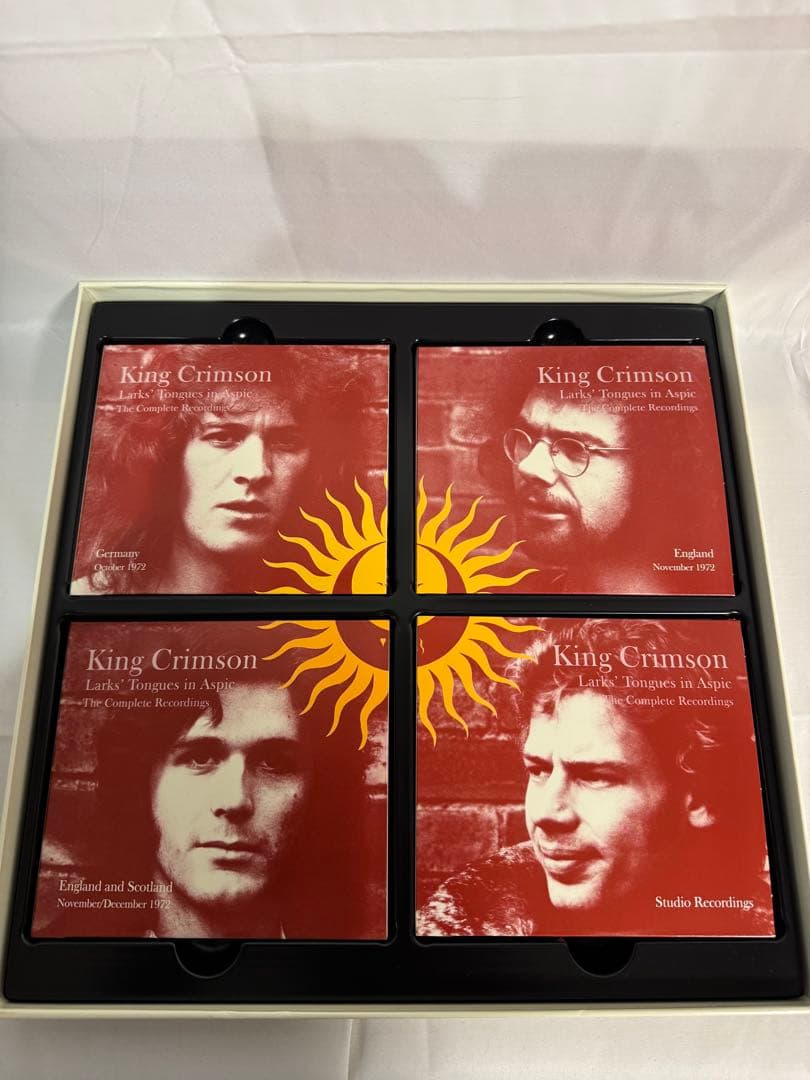 King Crimson
Larks' Tongues in Aspic
The Complete Recordings
Germany
October 1972
King Crimson
Larks' Tongues in Aspic
The Complete Recordings
England
November 1972
King Crimson
Larks' Tongues in Aspic
The Complete Recordings
England and Scotland
November/December 1972
King Crimson
Larks' Tongues in Aspic
The Complete Recordings
Studio Recordings